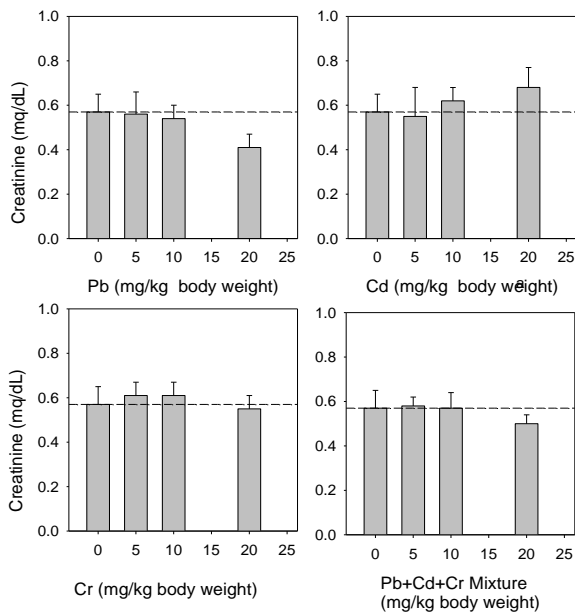 1.0
0.8
0.6
0.4
0.2
0.0
Creatinine (mq/dL)
0 5 10 15 20 25
Pb (mg/kg body weight)
1.0
0.8
0.6
0.4
0.2
0.0
0 5 10 15 20 25
Cd (mg/kg body weight)
1.0
0.8
0.6
0.4
0.2
0.0
Creatinine (mq/dL)
0 5 10 15 20 25
Cr (mg/kg body weight)
1.0
0.8
0.6
0.4
0.2
0.0
0 5 10 15 20 25
Pb+Cd+Cr Mixture
(mg/kg body weight)